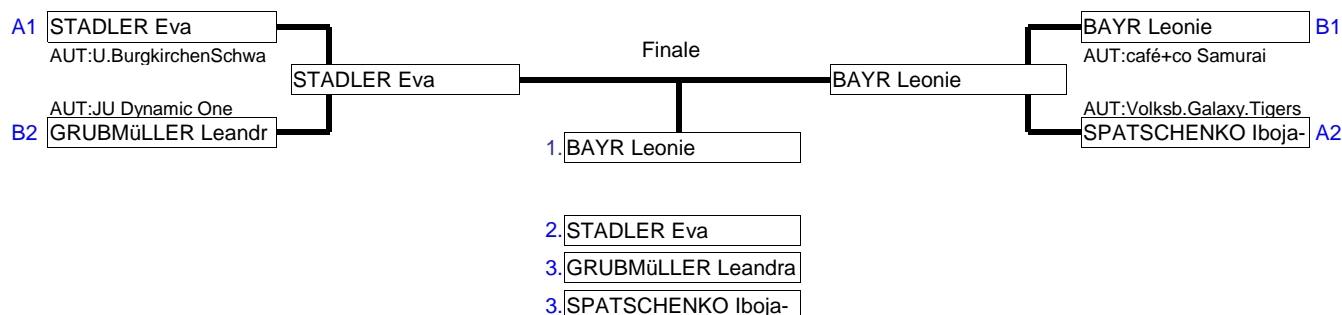 A1 STADLER Eva
AUT:U.BurgkirchenSchwa
STADLER Eva
AUT:JU Dynamic One
B2 GRUBMüLLER Leandr
Finale
BAYR Leonie B1
AUT:café+co Samurai
BAYR Leonie
AUT:Volksb.Galaxy.Tigers
SPATSCHENKO Iboja- A2
1. BAYR Leonie
2. STADLER Eva
3. GRUBMüLLER Leandra
3. SPATSCHENKO Iboja-